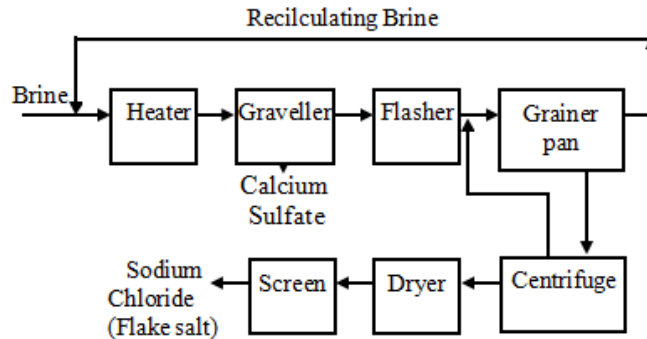 Recilculating Brine
Brine
Heater
Graveller
Flasher
Grainer
pan
Calcium
Sulfate
Sodium
Chloride
(Flake salt)
Screen
Dryer
Centrifuge